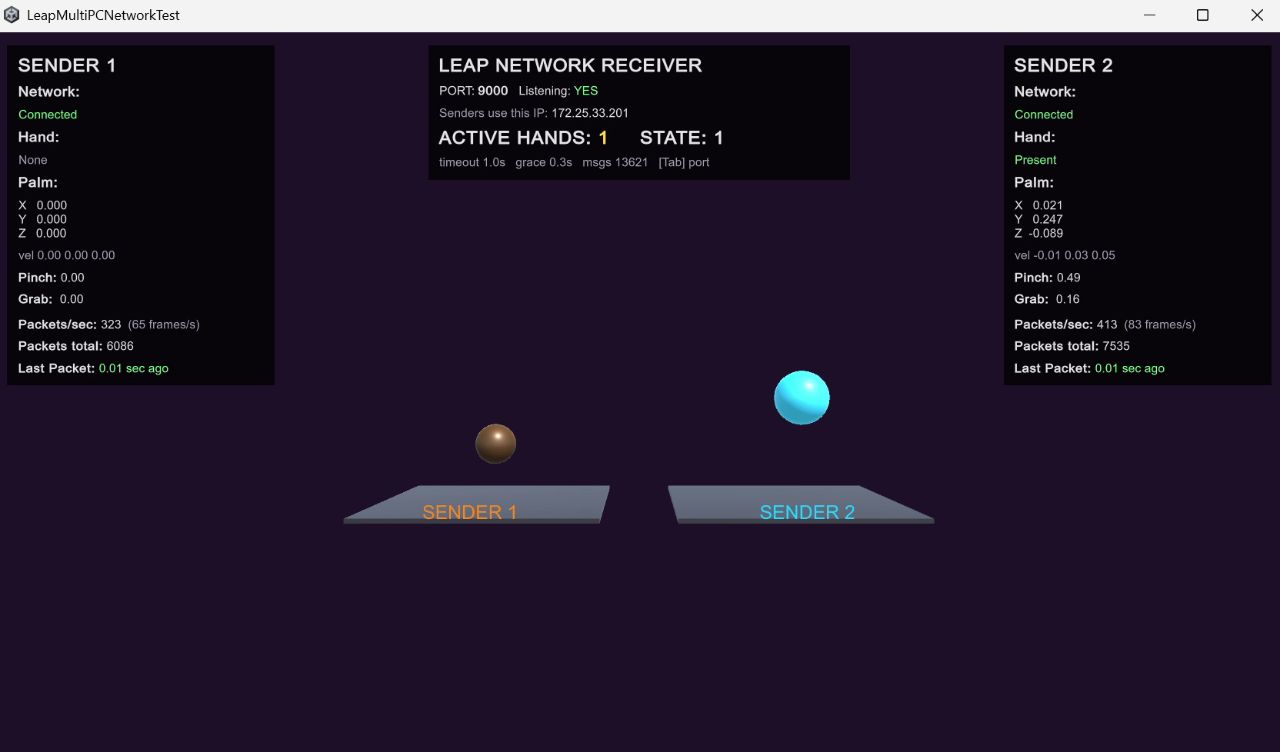 LeapMultiPCNetworkTest
SENDER 1
Network:
Connected
Hand:
None
Palm:
X 0.000
Y 0.000
Z 0.000
vel 0.00 0.00 0.00
Pinch: 0.00
Grab: 0.00
Packets/sec: 323 (65 frames/s)
Packets total: 6086
Last Packet: 0.01 sec ago
LEAP NETWORK RECEIVER
PORT: 9000 Listening: YES
Senders use this IP: 172.25.33.201
ACTIVE HANDS: 1 STATE: 1
timeout 1.0s grace 0.3s msgs 13621 [Tab] port
SENDER 2
Network:
Connected
Hand:
Present
Palm:
X 0.021
Y 0.247
Z -0.089
vel -0.01 0.03 0.05
Pinch: 0.49
Grab: 0.16
Packets/sec: 413 (83 frames/s)
Packets total: 7535
Last Packet: 0.01 sec ago
SENDER 1
SENDER 2